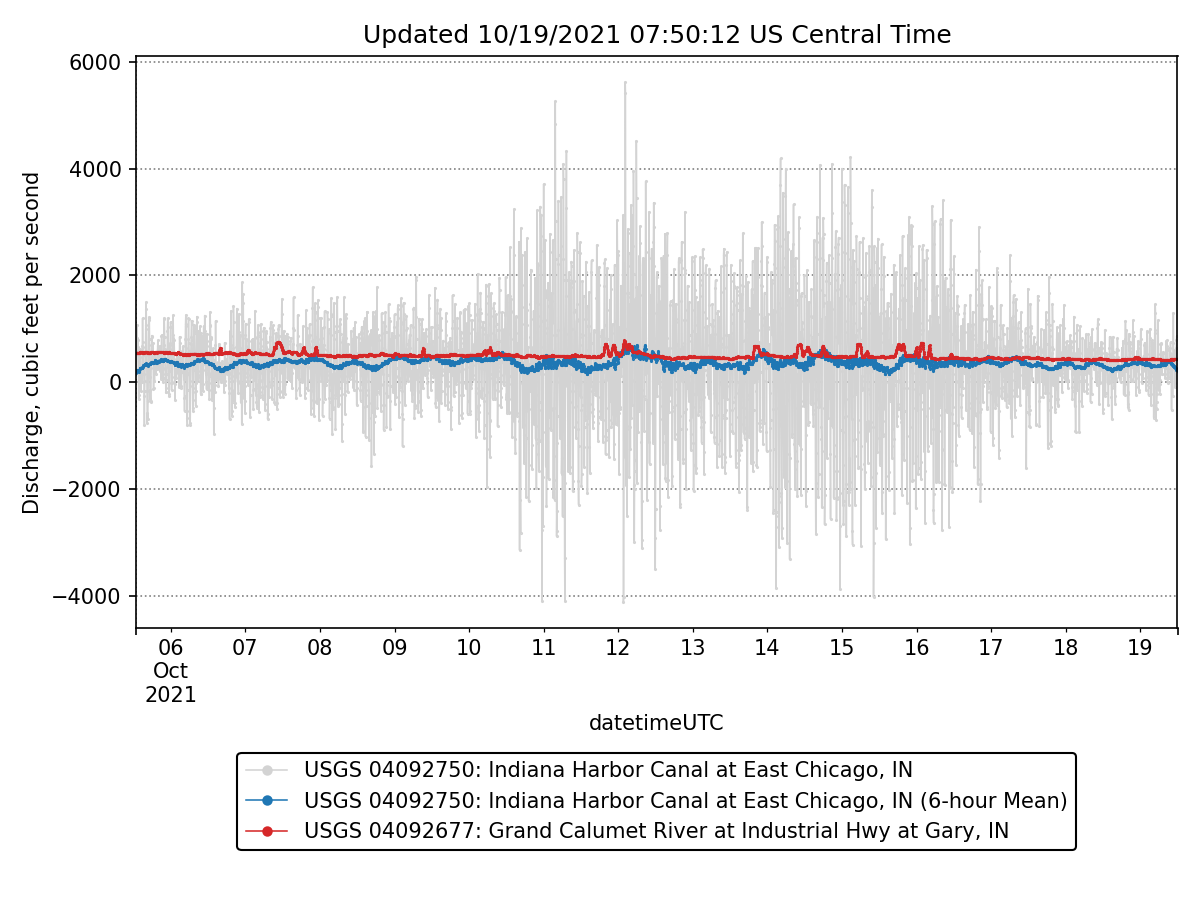 Updated 10/19/2021 07:50:12 US Central Time
Discharge, cubic feet per second
6000
4000
2000
0
−2000
−4000
06 07 08 09 10 11 12 13 14 15 16 17 18 19
Oct
2021
datetimeUTC
USGS 04092750: Indiana Harbor Canal at East Chicago, IN
USGS 04092750: Indiana Harbor Canal at East Chicago, IN (6-hour Mean)
USGS 04092677: Grand Calumet River at Industrial Hwy at Gary, IN